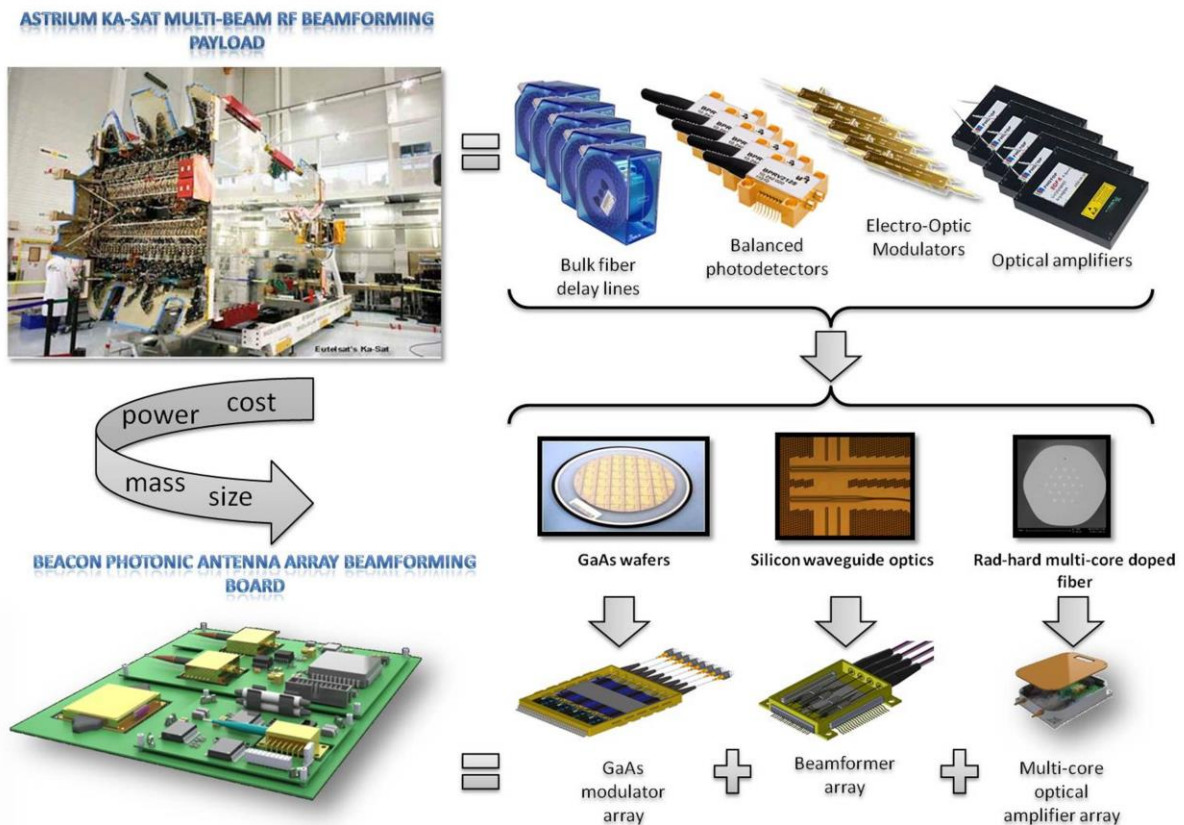 ASTRIUM KA-SAT MULTI-BEAM RF BEAMFORMING
PAYLOAD
Eutelsat's Ka-Sat
Bulk fiber
delay lines
Balanced
photodetectors
Electro-Optic
Modulators
Optical amplifiers
power cost
mass size
GaAs wafers
Silicon waveguide optics
Rad-hard multi-core doped
fiber
BEACON PHOTONIC ANTENNA ARRAY BEAMFORMING
BOARD
GaAs
modulator
array
Beamformer
array
Multi-core
optical
amplifier array